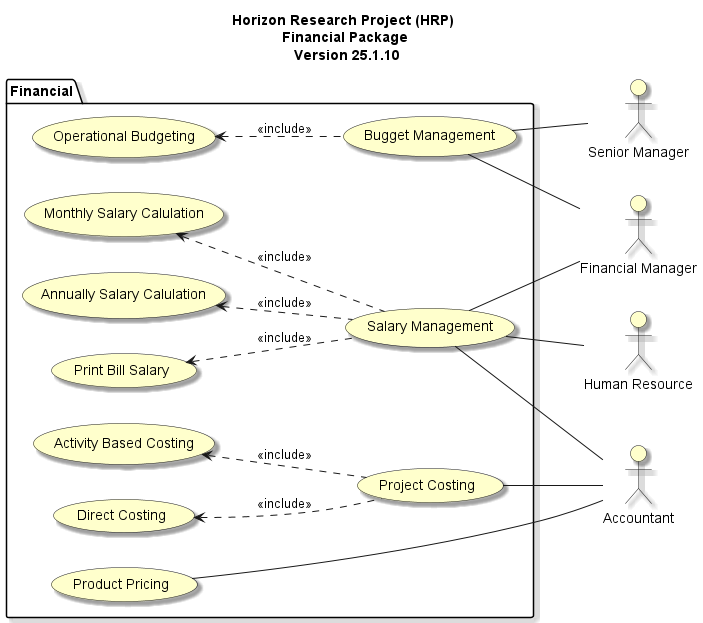 Horizon Research Project (HRP)
Financial Package
Version 25.1.10
Financial
Operational Budgeting
«include»
Bugget Management
Senior Manager
Monthly Salary Calulation
«include»
Financial Manager
Annually Salary Calulation
«include»
Salary Management
«include»
Print Bill Salary
Human Resource
Activity Based Costing
«include»
Project Costing
«include»
Direct Costing
Accountant
Product Pricing